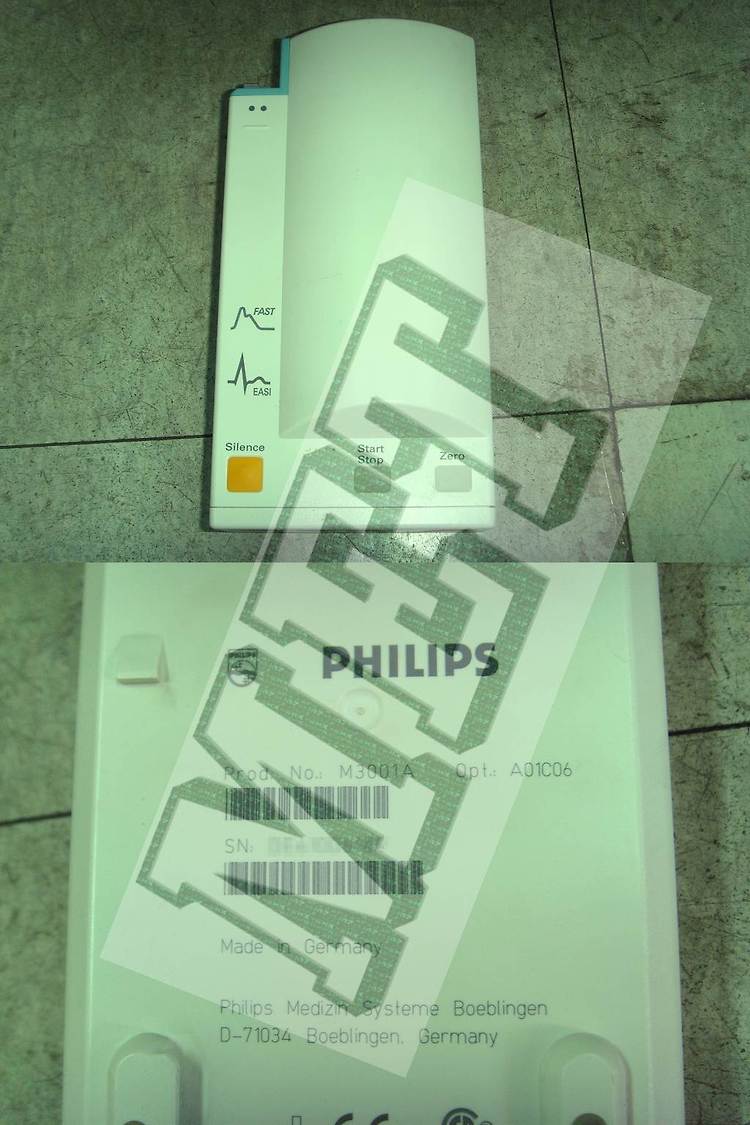 FAST
EASI
Silence
Start
Stop
Zero
PHILIPS
PHILIPS
Prod. No.: M3001A Opt.: A01C06
SN:
Made in Germany
Philips Medizin Systeme Boeblingen
D-71034 Boeblingen, Germany